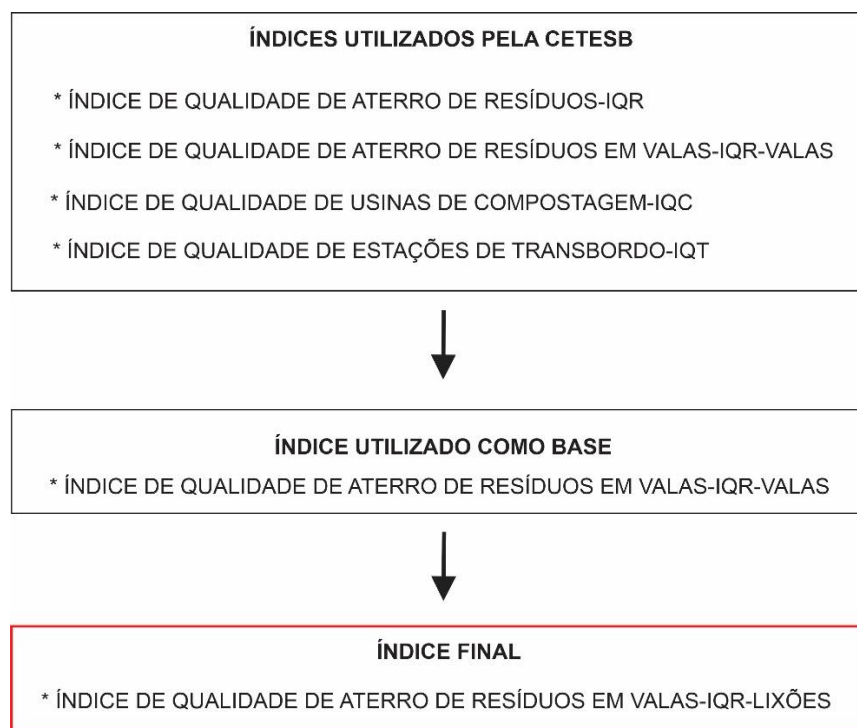 ÍNDICES UTILIZADOS PELA CETESB
* ÍNDICE DE QUALIDADE DE ATERRO DE RESÍDUOS-IQR
* ÍNDICE DE QUALIDADE DE ATERRO DE RESÍDUOS EM VALAS-IQR-VALAS
* ÍNDICE DE QUALIDADE DE USINAS DE COMPOSTAGEM-IQC
* ÍNDICE DE QUALIDADE DE ESTAÇÕES DE TRANSBORDO-IQT
ÍNDICE UTILIZADO COMO BASE
* ÍNDICE DE QUALIDADE DE ATERRO DE RESÍDUOS EM VALAS-IQR-VALAS
ÍNDICE FINAL
* ÍNDICE DE QUALIDADE DE ATERRO DE RESÍDUOS EM VALAS-IQR-LIXÕES